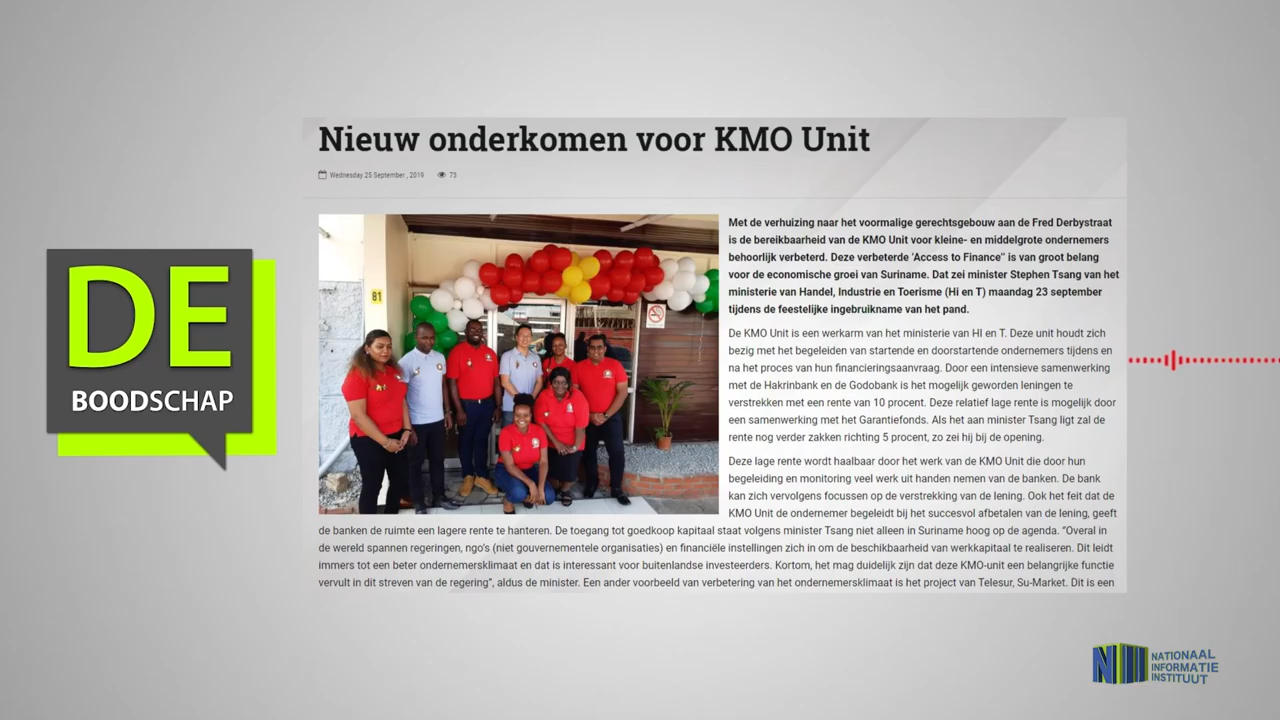 Nieuw onderkomen voor KMO Unit
Wednesday 25 September , 2019 73
DE
BOODSCHAP
81
Met de verhuizing naar het voormalige gerechtsgebouw aan de Fred Derbystraat
is de bereikbaarheid van de KMO Unit voor kleine- en middelgrote ondernemers
behoorlijk verbeterd. Deze verbeterde 'Access to Finance'' is van groot belang
voor de economische groei van Suriname. Dat zei minister Stephen Tsang van het
ministerie van Handel, Industrie en Toerisme (Hi en T) maandag 23 september
tijdens de feestelijke ingebruikname van het pand.
De KMO Unit is een werkarm van het ministerie van HI en T. Deze unit houdt zich
bezig met het begeleiden van startende en doorstartende ondernemers tijdens en
na het proces van hun financieringsaanvraag. Door een intensieve samenwerking
met de Hakrinbank en de Godobank is het mogelijk geworden leningen te
verstrekken met een rente van 10 procent. Deze relatief lage rente is mogelijk door
een samenwerking met het Garantiefonds. Als het aan minister Tsang ligt zal de
rente nog verder zakken richting 5 procent, zo zei hij bij de opening.
Deze lage rente wordt haalbaar door het werk van de KMO Unit die door hun
begeleiding en monitoring veel werk uit handen nemen van de banken. De bank
kan zich vervolgens focussen op de verstrekking van de lening. Ook het feit dat de
KMO Unit de ondernemer begeleidt bij het succesvol afbetalen van de lening, geeft
de banken de ruimte een lagere rente te hanteren. De toegang tot goedkoop kapitaal staat volgens minister Tsang niet alleen in Suriname hoog op de agenda. "Overal in
de wereld spannen regeringen, ngo's (niet gouvernementele organisaties) en financiële instellingen zich in om de beschikbaarheid van werkkapitaal te realiseren. Dit leidt
immers tot een beter ondernemersklimaat en dat is interessant voor buitenlandse investeerders. Kortom, het mag duidelijk zijn dat deze KMO-unit een belangrijke functie
vervult in dit streven van de regering", aldus de minister. Een ander voorbeeld van verbetering van het ondernemersklimaat is het project van Telesur, Su-Market. Dit is een
NATIONAAL
INFORMATIE
INSTITUUT